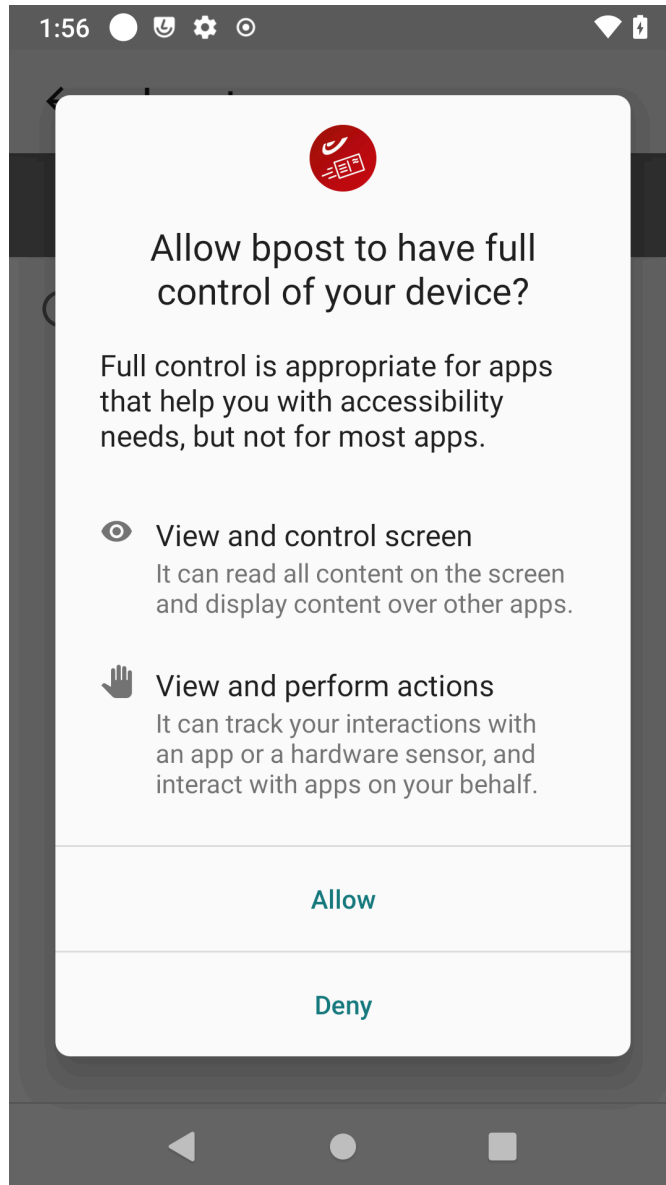 1:56
Allow bpost to have full
control of your device?
Full control is appropriate for apps
that help you with accessibility
needs, but not for most apps.
View and control screen
It can read all content on the screen
and display content over other apps.
View and perform actions
It can track your interactions with
an app or a hardware sensor, and
interact with apps on your behalf.
Allow
Deny